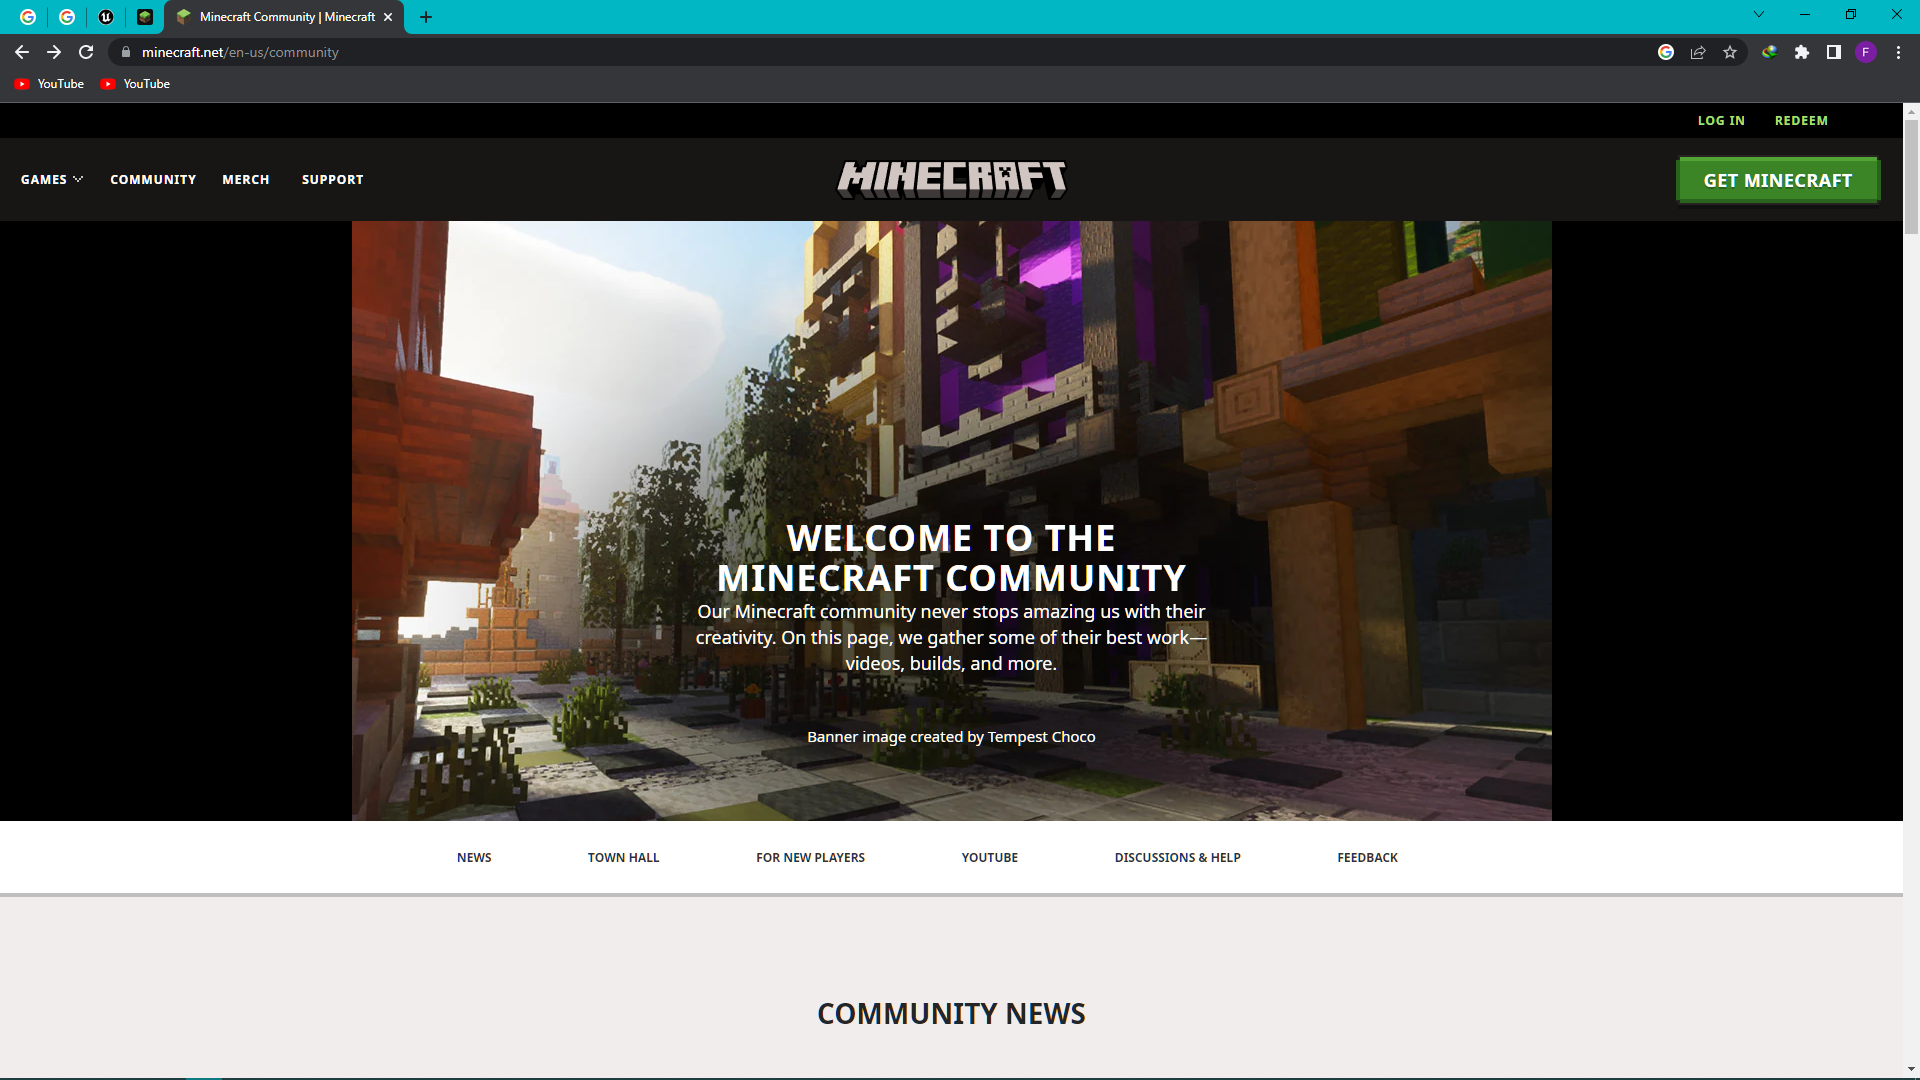 Minecraft Community | Minecraft
minecraft.net/en-us/community
F
YouTube
YouTube
LOG IN
REDEEM
GAMES
COMMUNITY
MERCH
SUPPORT
MINECRAFT
GET MINECRAFT
WELCOME TO THE
MINECRAFT COMMUNITY
Our Minecraft community never stops amazing us with their
creativity. On this page, we gather some of their best work—
videos, builds, and more.
Banner image created by Tempest Choco
NEWS
TOWN HALL
FOR NEW PLAYERS
YOUTUBE
DISCUSSIONS & HELP
FEEDBACK
COMMUNITY NEWS